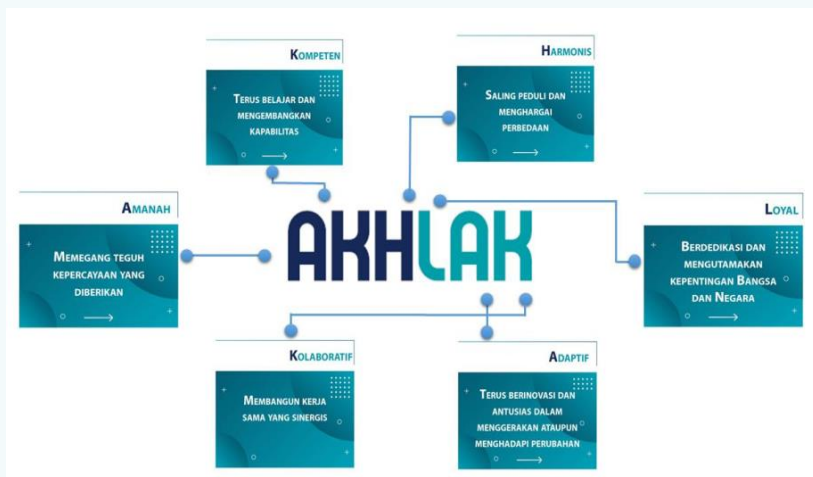 KOMPETEN
TERUS BELAJAR DAN
MENGEMBANGKAN
KAPABILITAS
HARMONIS
SALING PEDULI DAN
MENGHARGAI
PERBEDAAN
AMANAH
MEMEGANG TEGUH
KEPERCAYAAN YANG
DIBERIKAN
AKHLAK
LOYAL
BERDEDIKASI DAN
MENGUTAMAKAN
KEPENTINGAN BANGSA
DAN NEGARA
KOLABORATIF
MEMBANGUN KERJA
SAMA YANG SINERGIS
ADAPTIF
TERUS BERINOVASI DAN
ANTUSIAS DALAM
MENGGERAKAN ATAUPUN
MENGHADAPI PERUBAHAN